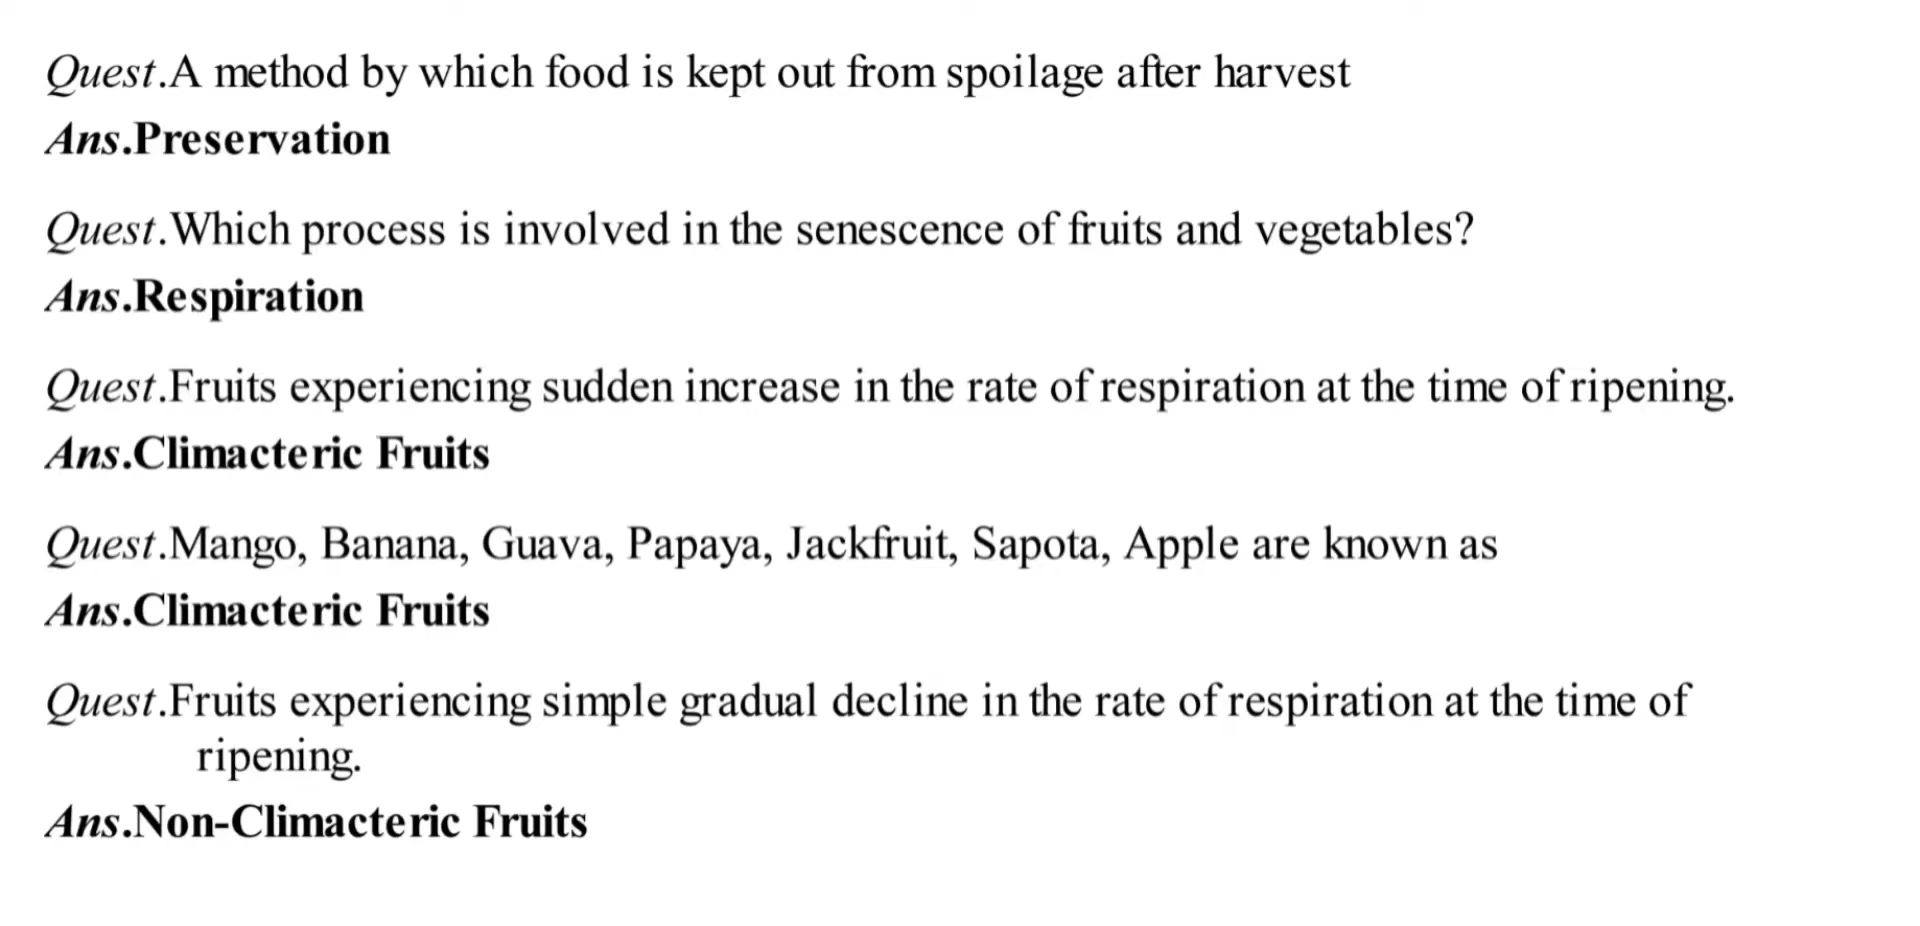 Quest.A method by which food is kept out from spoilage after harvest
Ans.Preservation
Quest.Which process is involved in the senescence of fruits and vegetables?
Ans.Respiration
Quest.Fruits experiencing sudden increase in the rate of respiration at the time of ripening.
Ans.Climacteric Fruits
Quest.Mango, Banana, Guava, Papaya, Jackfruit, Sapota, Apple are known as
Ans.Climacteric Fruits
Quest.Fruits experiencing simple gradual decline in the rate of respiration at the time of
ripening.
Ans.Non-Climacteric Fruits